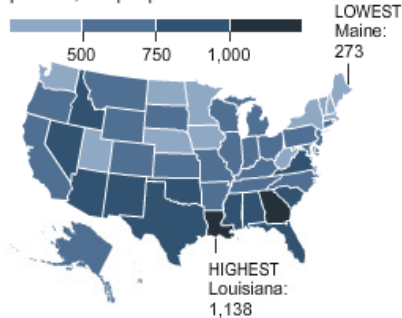 500
750
1,000
LOWEST
Maine:
273
HIGHEST
Louisiana:
1,138